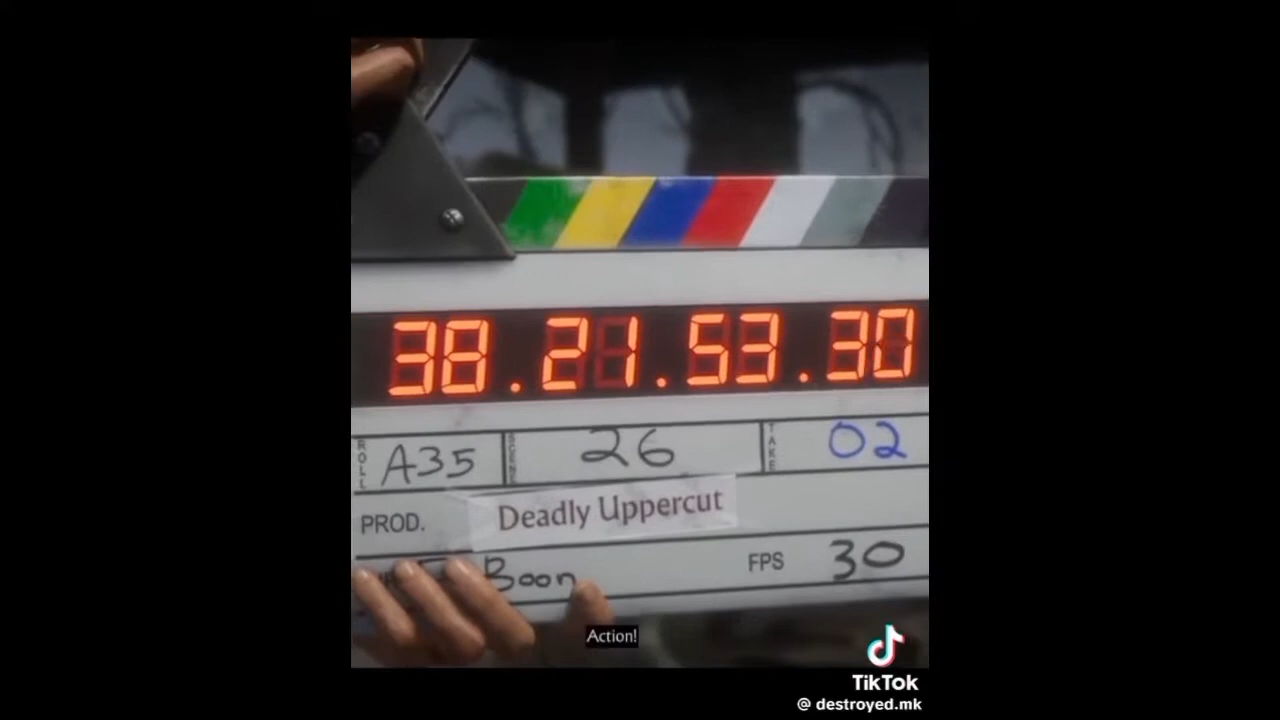 38.21.53.30
ROLL A35 SCENE 26 TAKE 02
PROD. Deadly Uppercut
Boon FPS 30
Action!
TikTok
@ destroyed.mk